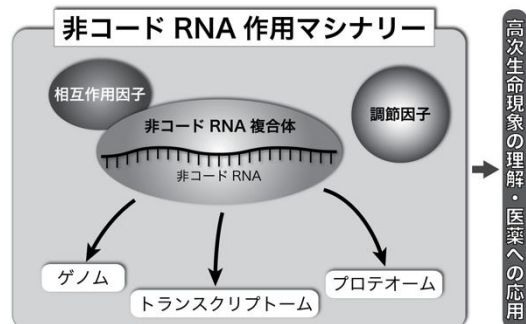 非コード RNA 作用マシナリー
相互作用因子
非コード RNA 複合体
非コード RNA
調節因子
ゲノム
トランスクリプトーム
プロテオーム
高次生命現象の理解・医薬への応用